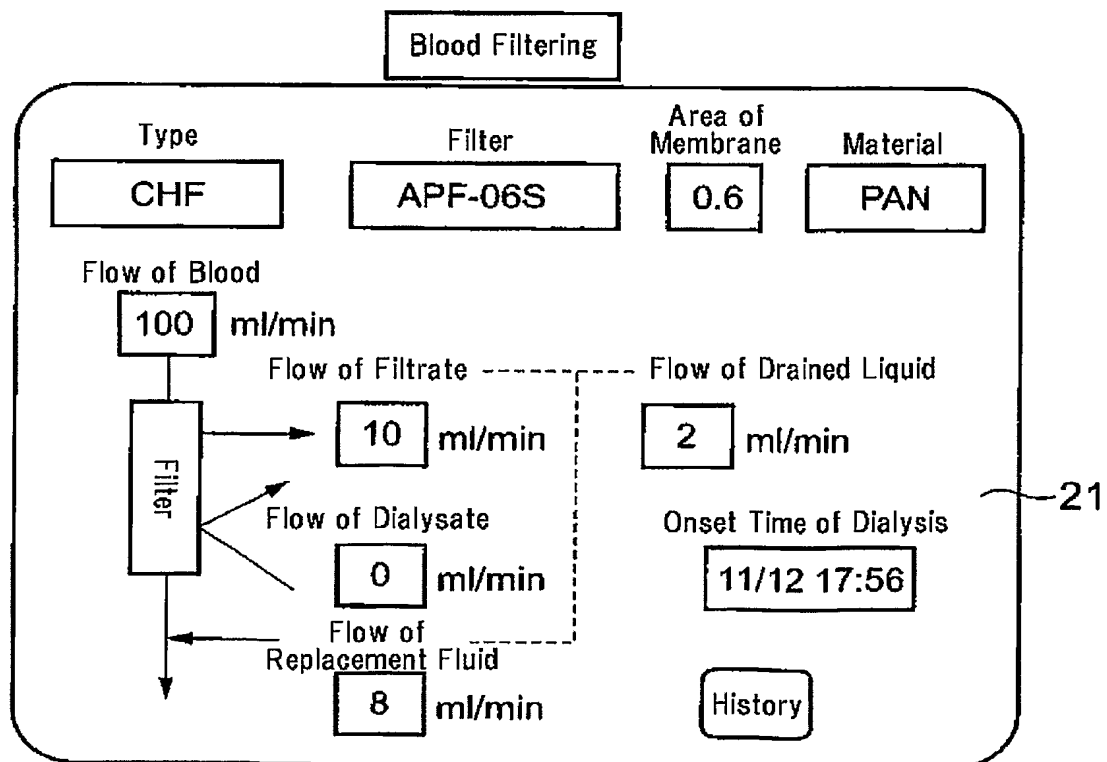 Blood Filtering
Type
Filter
Area of
Membrane
Material
CHF
APF-06S
0.6
PAN
Flow of Blood
100 ml/min
Flow of Filtrate
Flow of Drained Liquid
10 ml/min
2 ml/min
Filter
21
Flow of Dialysate
Onset Time of Dialysis
0 ml/min
11/12 17:56
Flow of
Replacement Fluid
8 ml/min
History